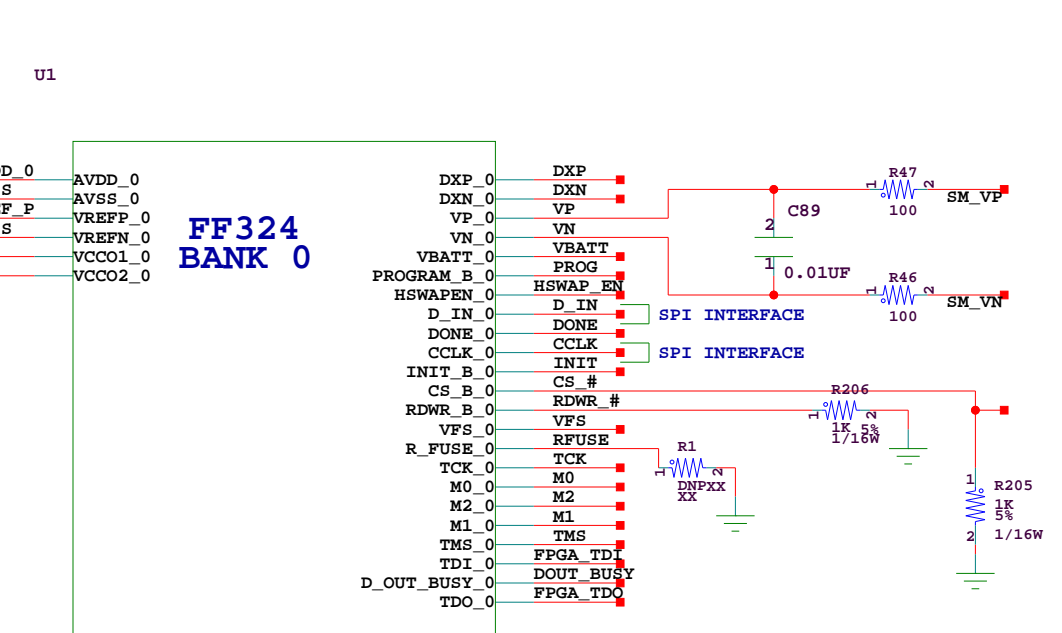 U1
D_0
S
F_P
S
AVDD_0
AVSS_0
VREFP_0
VREFN_0
VCCO1_0
VCCO2_0
FF324
BANK 0
DXP_0 DXP
DXN_0 DXN
VP_0 VP
VN_0 VN
VBATT_0 VBATT
PROGRAM_B_0 PROG
HSWAPEN_0 HSWAP_EN
D_IN_0 D_IN SPI INTERFACE
DONE_0 DONE
CCLK_0 CCLK SPI INTERFACE
INIT_B_0 INIT
CS_B_0 CS_#
RDWR_B_0 RDWR_#
VFS_0 VFS
R_FUSE_0 RFUSE
TCK_0 TCK
M0_0 M0
M2_0 M2
M1_0 M1
TMS_0 TMS
TDI_0 FPGA_TDI
D_OUT_BUSY_0 DOUT_BUSY
TDO_0 FPGA_TDO
R47
1 2
100
SM_VP
C89
2
1
0.01UF
R46
1 2
100
SM_VN
R206
1 2
1K 5%
1/16W
R1
1 2
DNPXX
XX
1
R205
1K
5%
2 1/16W